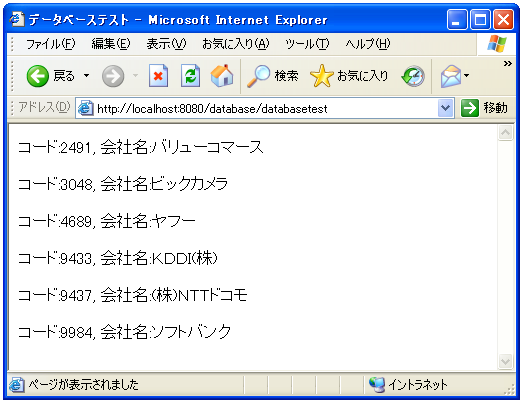 データベーステスト - Microsoft Internet Explorer
ファイル(F) 編集(E) 表示(V) お気に入り(A) ツール(T) ヘルプ(H)
戻る 検索 お気に入り
アドレス(D) http://localhost:8080/database/databasetest 移動
コード:2491, 会社名:バリューコマース
コード:3048, 会社名:ビックカメラ
コード:4689, 会社名:ヤフー
コード:9433, 会社名:KDDI(株)
コード:9437, 会社名:(株)NTTドコモ
コード:9984, 会社名:ソフトバンク
ページが表示されました イントラネット